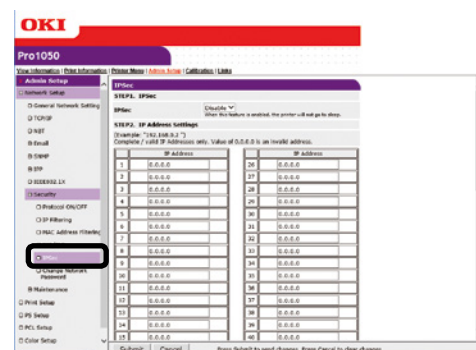 OKI
Pro1050
View Information | Print Information | Printer Menu | Admin Setup | Calibration | Links
Admin Setup
Network Setup
General Network Setting
TCP/IP
NBT
Email
SNMP
IPP
IEEE802.1X
Security
Protocol ON/OFF
IP Filtering
MAC Address Filtering
IPSec
Change Network
Password
Maintenance
Print Setup
PS Setup
PCL Setup
Color Setup
IPSec
STEP1. IPSec
IPSec Disable
When this feature is enabled, the printer will not go to sleep.
STEP2. IP Address Settings
(Example: "192.168.0.2 ")
Complete / valid IP Addresses only. Value of 0.0.0.0 is an invalid address.
IP Address IP Address
1 0.0.0.0 26 0.0.0.0
2 0.0.0.0 27 0.0.0.0
3 0.0.0.0 28 0.0.0.0
4 0.0.0.0 29 0.0.0.0
5 0.0.0.0 30 0.0.0.0
6 0.0.0.0 31 0.0.0.0
7 0.0.0.0 32 0.0.0.0
8 0.0.0.0 33 0.0.0.0
9 0.0.0.0 34 0.0.0.0
10 0.0.0.0 35 0.0.0.0
11 0.0.0.0 36 0.0.0.0
12 0.0.0.0 37 0.0.0.0
13 0.0.0.0 38 0.0.0.0
14 0.0.0.0 39 0.0.0.0
15 0.0.0.0 40 0.0.0.0
Submit Cancel Press Submit to send changes. Press Cancel to clear changes.